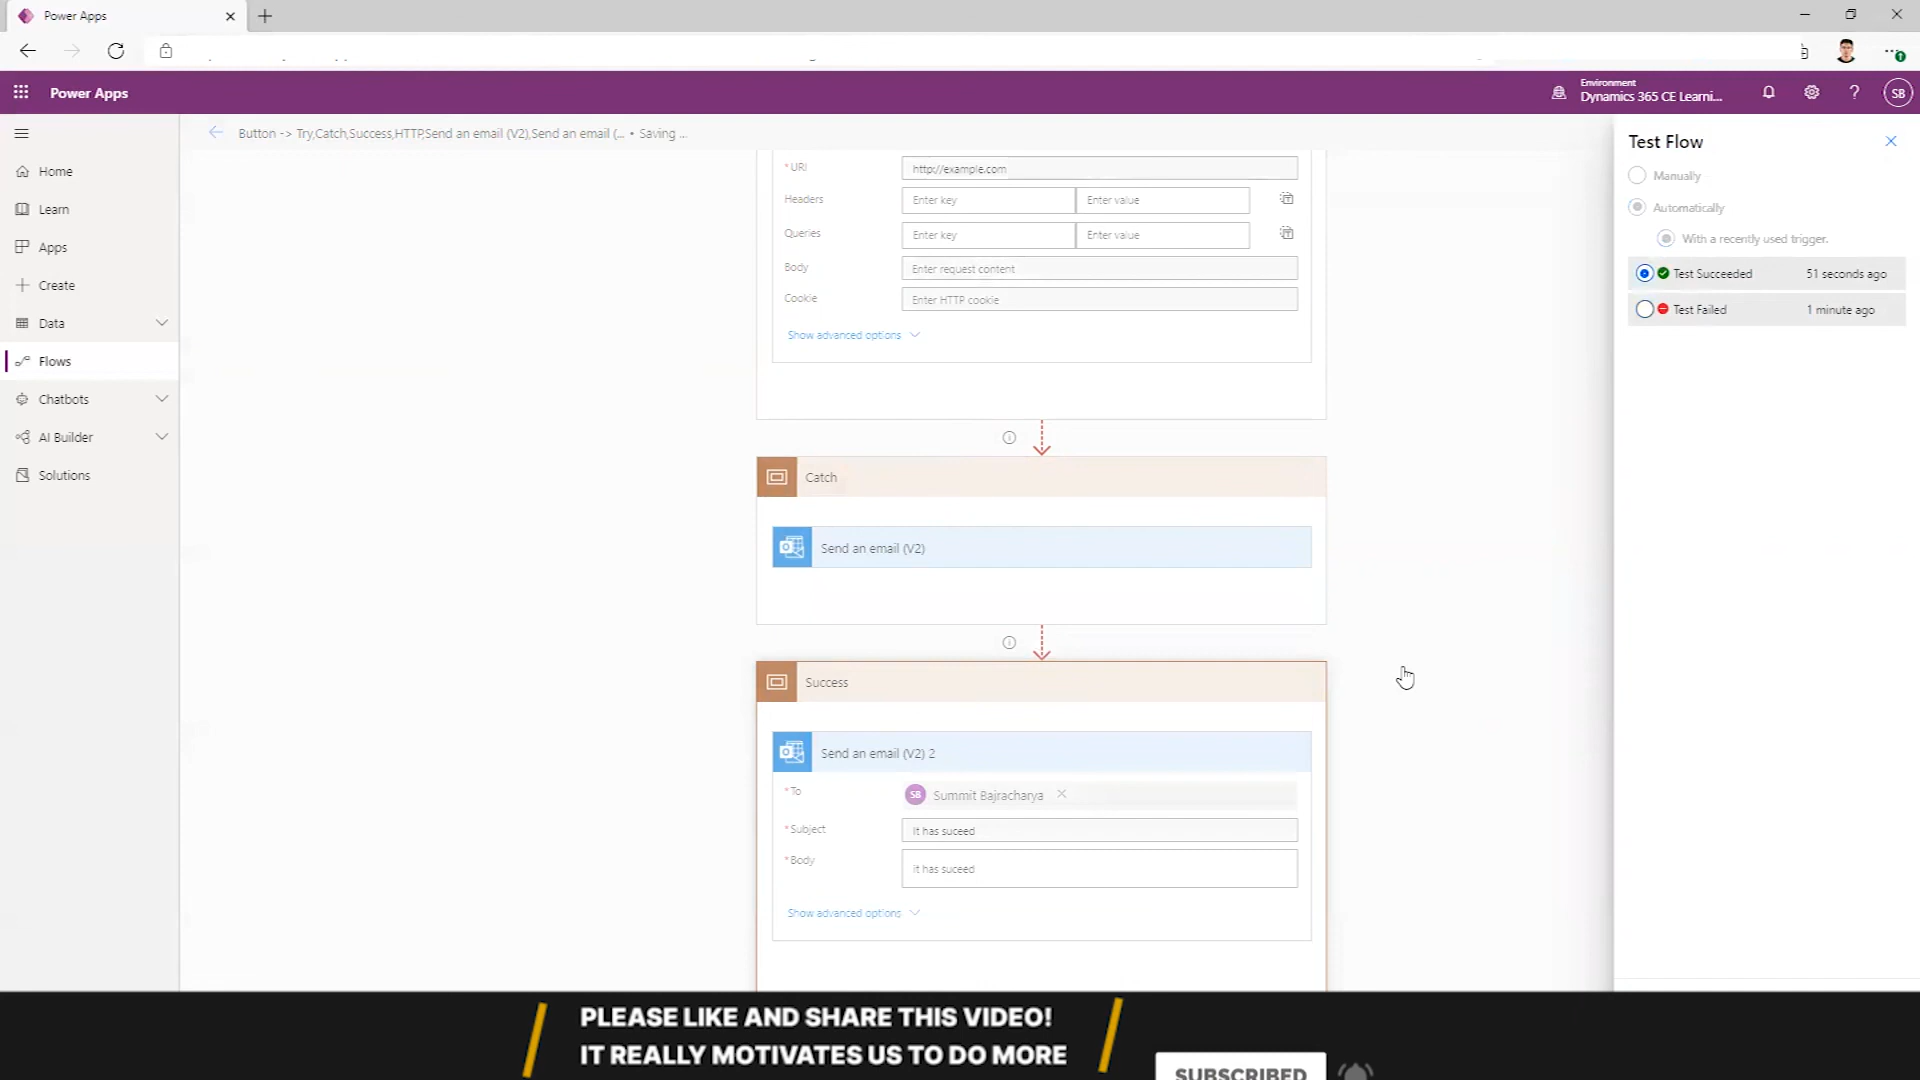 Power Apps
Power Apps
Environment
Dynamics 365 CE Learni...
SB
Button -> Try,Catch,Success,HTTP,Send an email (V2),Send an email (... • Saving ...
Home
Learn
Apps
Create
Data
Flows
Chatbots
AI Builder
Solutions
* URI
http://example.com
Headers
Enter key
Enter value
Queries
Enter key
Enter value
Body
Enter request content
Cookie
Enter HTTP cookie
Show advanced options
Catch
Send an email (V2)
Success
Send an email (V2) 2
* To
SB
Summit Bajracharya
* Subject
It has suceed
* Body
it has suceed
Show advanced options
Test Flow
Manually
Automatically
With a recently used trigger.
Test Succeeded
51 seconds ago
Test Failed
1 minute ago
PLEASE LIKE AND SHARE THIS VIDEO!
IT REALLY MOTIVATES US TO DO MORE
SUBSCRIBED